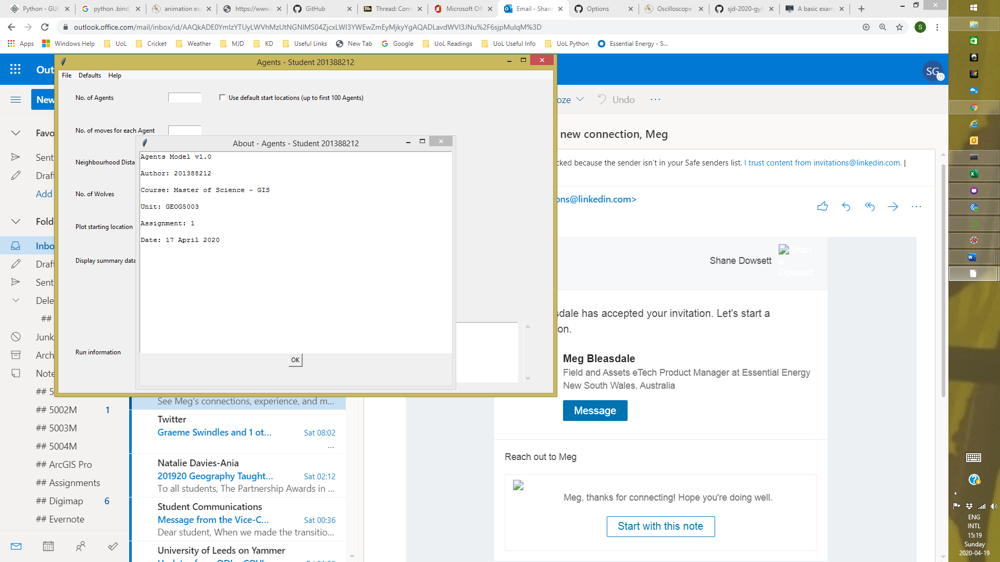 Python - GUI
python .bind_
animation exa
https://www.
GitHub
Bb Thread: Com
Microsoft Off
Email - Shane
Options
Oscilloscope
sjd-2020-gy/s
A basic examp
outlook.office.com/mail/inbox/id/AAQkADE0YmIzYTUyLWVhMzUtNGNlMS04ZjcxLWI3YWEwZmEyMjkyYgAQADLavdWVI3JNu%2F6sjpMulqM%3D
S
Apps
Windows Help
UoL
Cricket
Weather
MJD
KD
Useful Links
New Tab
Google
UoL Readings
UoL Useful Info
UoL Python
Essential Energy - S...
Agents - Student 201388212
File Defaults Help
No. of Agents
Use default start locations (up to first 100 Agents)
No. of moves for each Agent
Neighbourhood Dista
No. of Wolves
Plot starting location
Display summary data
Run information
About - Agents - Student 201388212
Agents Model v1.0
Author: 201388212
Course: Master of Science - GIS
Unit: GEOG5003
Assignment: 1
Date: 17 April 2020
OK
Out
SG
New
oze
Undo
Favo
Sent
Draft
Add
Fold
Inbo
Draft
Sent
Dele
##
Junk
Arch
Note
## 5
## 5002M 1
## 5003M
## 5004M
## ArcGIS Pro
## Assignments
## Digimap 6
## Evernote
See Meg's connections, experience, and m...
Twitter
Graeme Swindles and 1 ot... Sat 08:02
...
Natalie Davies-Ania
201920 Geography Taught... Sat 02:12
To all students, The Partnership Awards in ...
Student Communications
Message from the Vice-C... Sat 00:36
Dear student, When we made the transitio...
University of Leeds on Yammer
new connection, Meg
cked because the sender isn't in your Safe senders list. I trust content from invitations@linkedin.com. |
ons@linkedin.com>
Shane Dowsett
Shan
e
Dowsett
sdale has accepted your invitation. Let's start a
on.
Meg Bleasdale
Field and Assets eTech Product Manager at Essential Energy
New South Wales, Australia
Message
Reach out to Meg
Meg, thanks for connecting! Hope you're doing well.
Start with this note
ENG
INTL
15:19
Sunday
2020-04-19